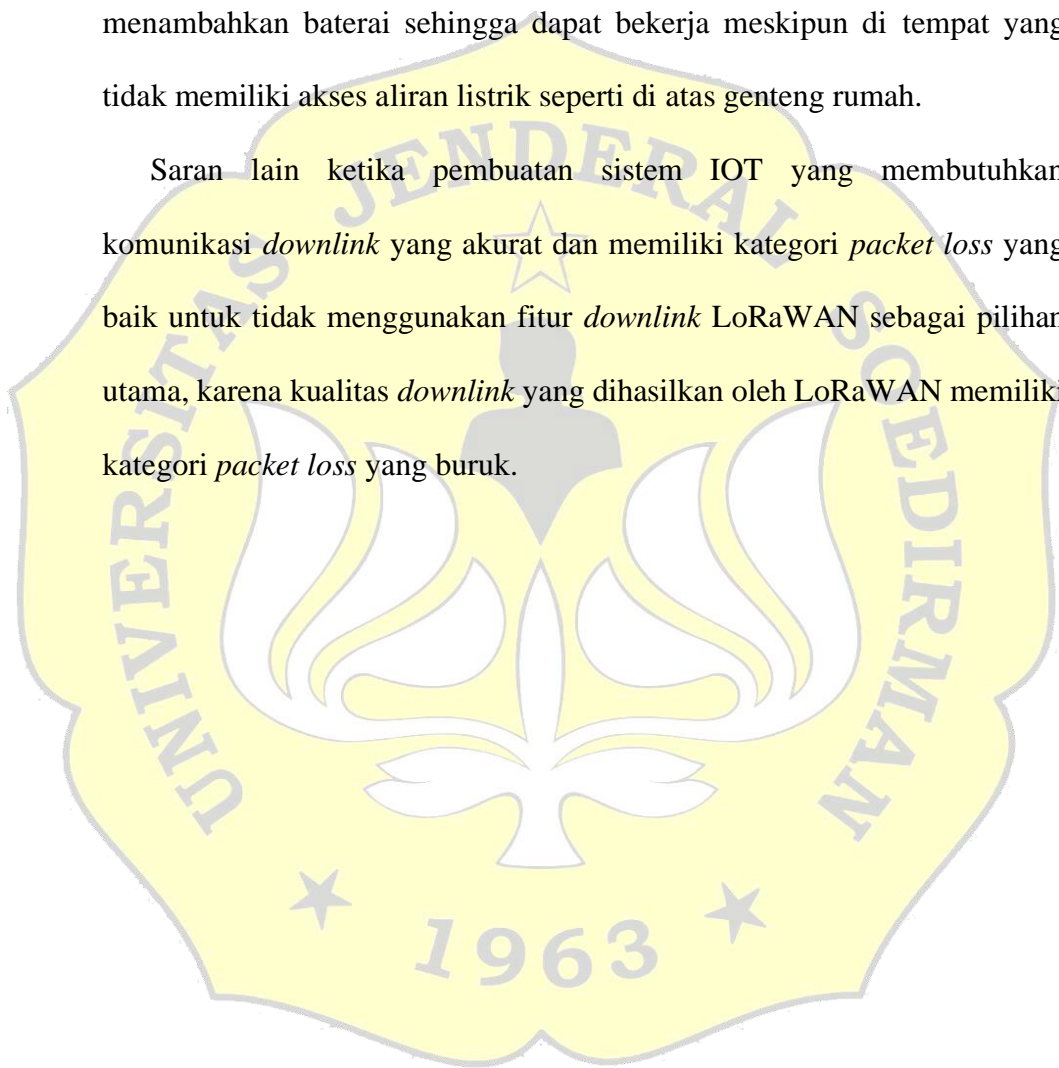 menambahkan baterai sehingga dapat bekerja meskipun di tempat yang
tidak memiliki akses aliran listrik seperti di atas genteng rumah.
Saran lain ketika pembuatan sistem IOT yang membutuhkan
komunikasi downlink yang akurat dan memiliki kategori packet loss yang
baik untuk tidak menggunakan fitur downlink LoRaWAN sebagai pilihan
utama, karena kualitas downlink yang dihasilkan oleh LoRaWAN memiliki
kategori packet loss yang buruk.
UNIVERSITAS JENDERAL SOEDIRMAN
1963